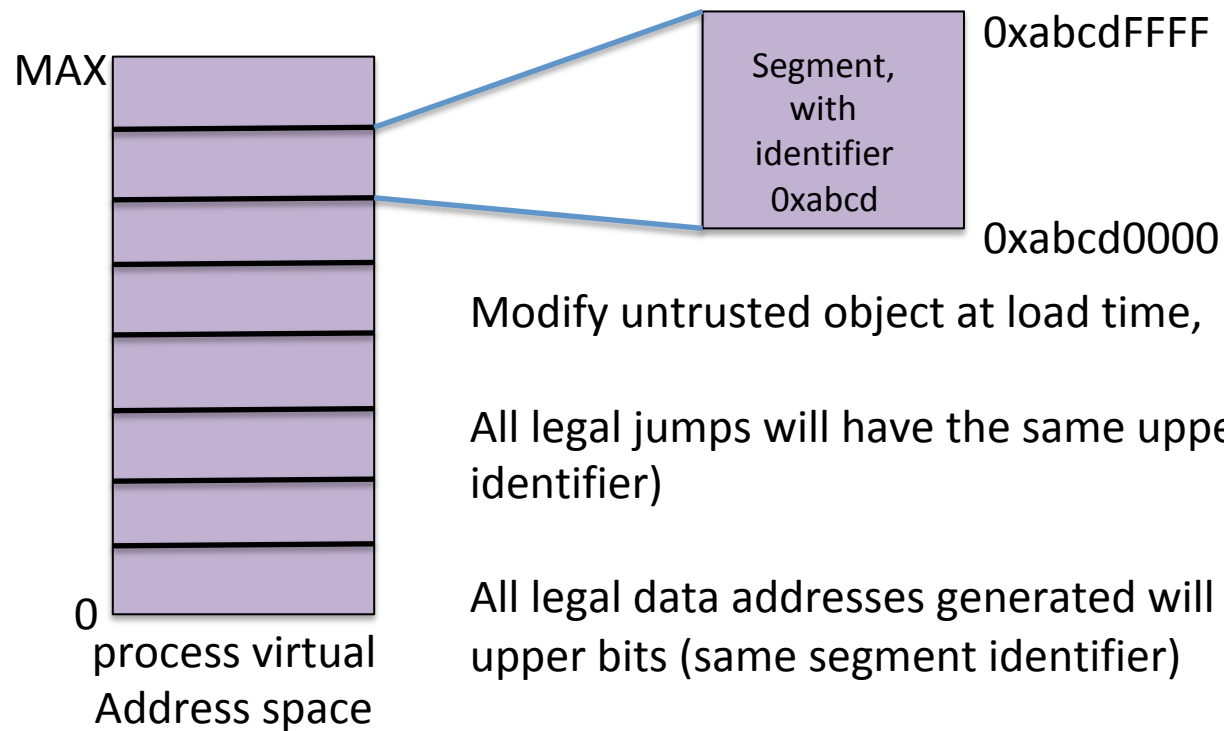 MAX
0
process virtual
Address space
Segment,
with
identifier
0xabcd
0xabcdFFFF
0xabcd0000
Modify untrusted object at load time,
All legal jumps will have the same uppe
identifier)
All legal data addresses generated will
upper bits (same segment identifier)